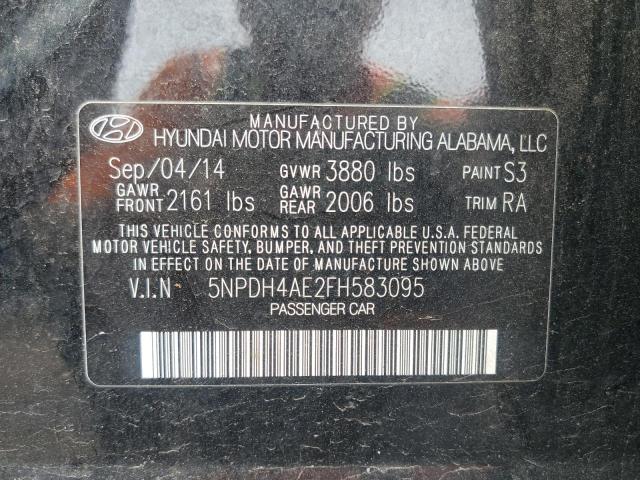 MANUFACTURED BY
HYUNDAI MOTOR MANUFACTURING ALABAMA, LLC
Sep/04/14 GVWR 3880 lbs PAINT S3
GAWR FRONT 2161 lbs GAWR REAR 2006 lbs TRIM RA
THIS VEHICLE CONFORMS TO ALL APPLICABLE U.S.A. FEDERAL
MOTOR VEHICLE SAFETY, BUMPER, AND THEFT PREVENTION STANDARDS
IN EFFECT ON THE DATE OF MANUFACTURE SHOWN ABOVE
V.I.N 5NPDH4AE2FH583095
PASSENGER CAR